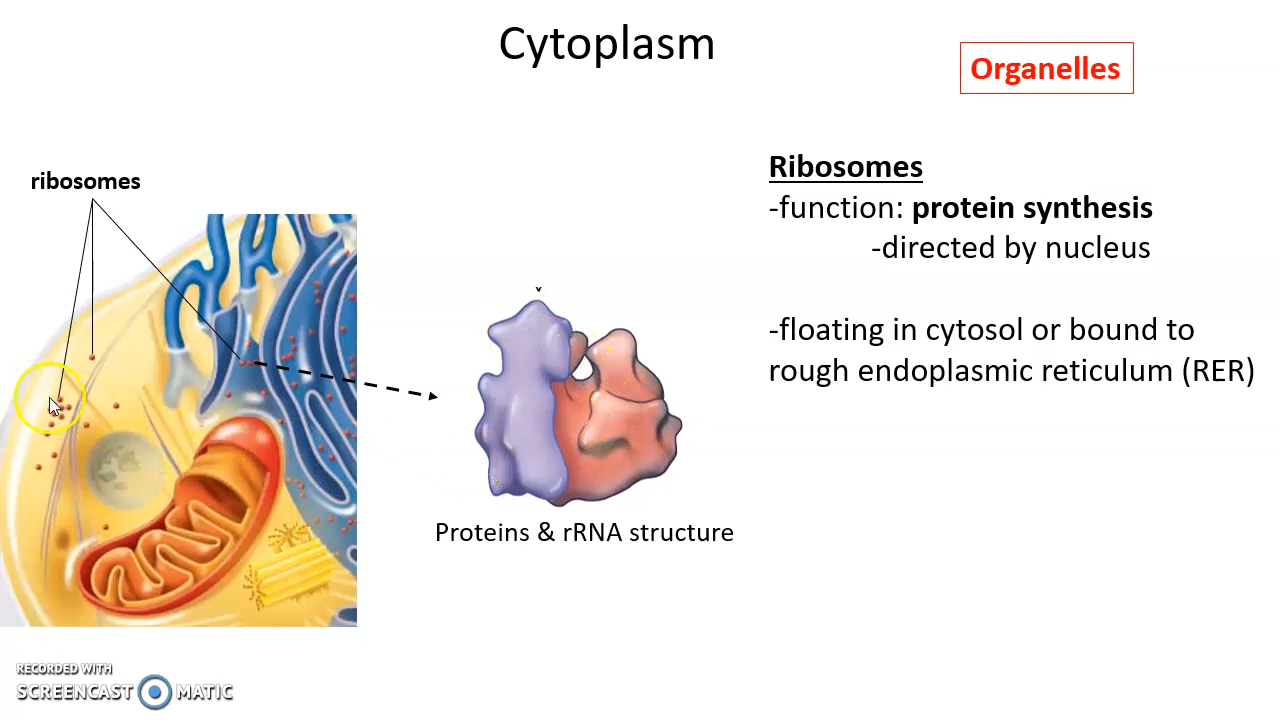 Cytoplasm
Organelles
ribosomes
Ribosomes
-function: protein synthesis
-directed by nucleus
-floating in cytosol or bound to
rough endoplasmic reticulum (RER)
Proteins & rRNA structure
RECORDED WITH
SCREENCAST MATIC